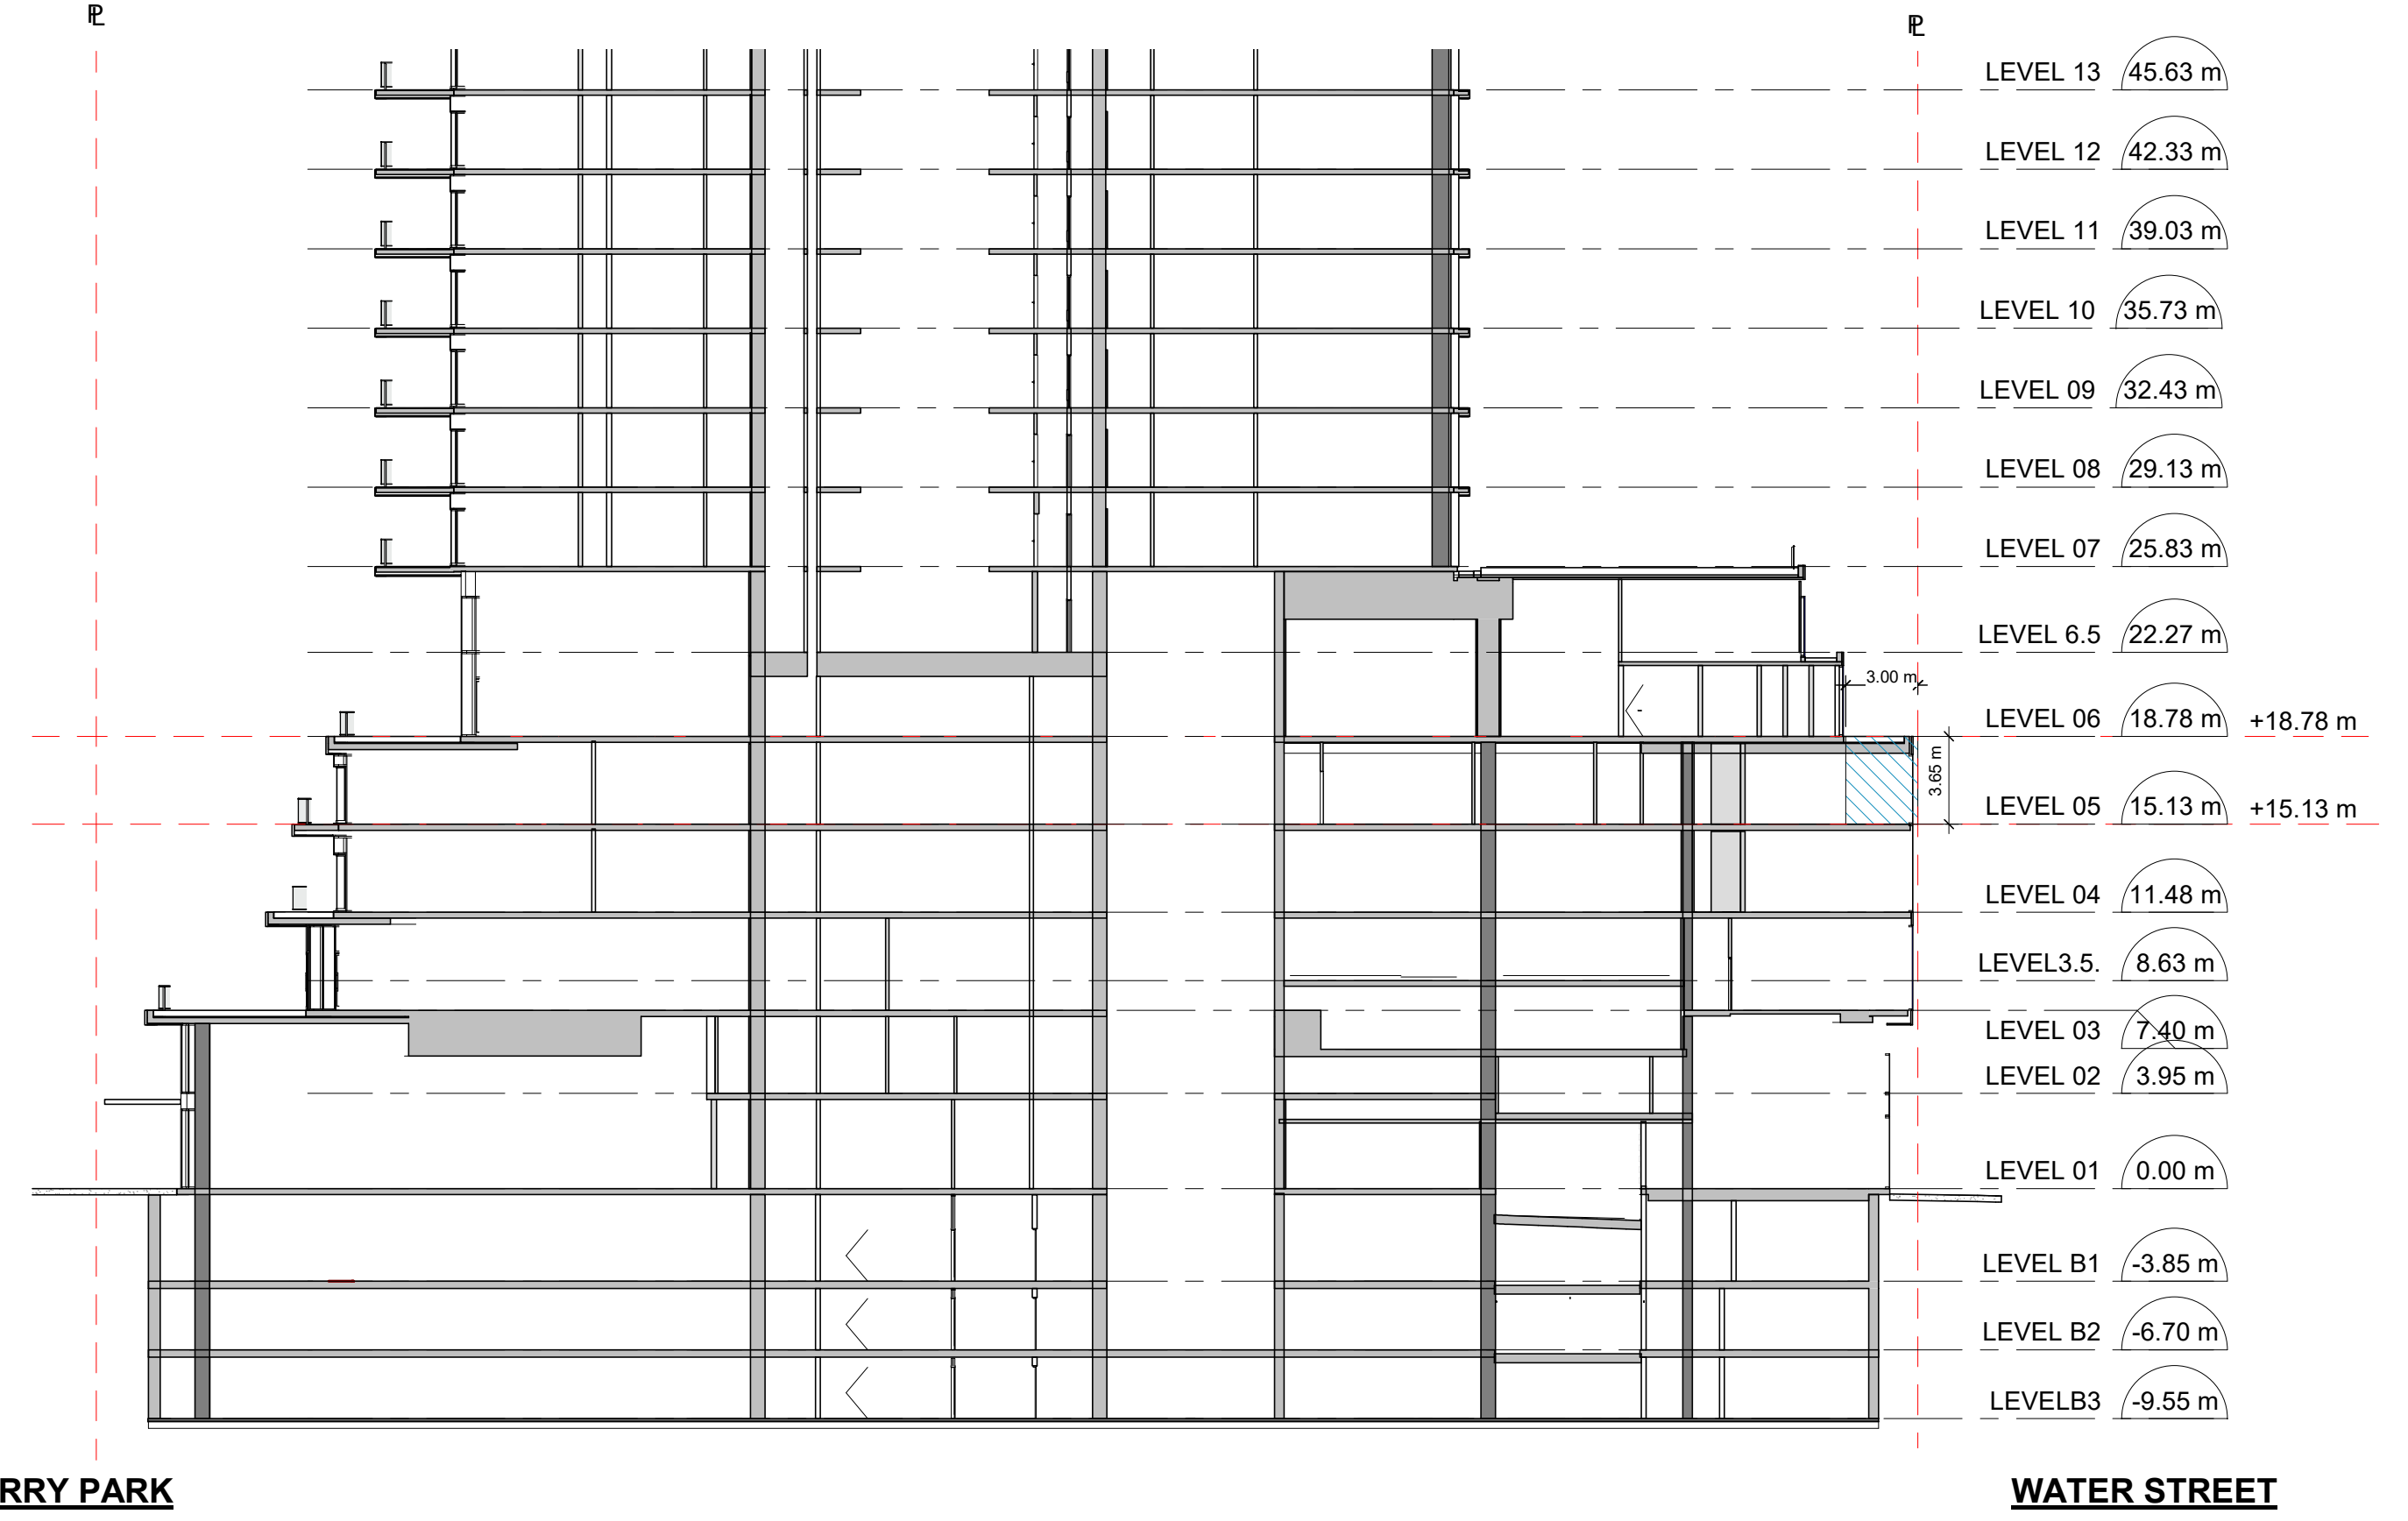 ℄ ℄
LEVEL 13 45.63 m
LEVEL 12 42.33 m
LEVEL 11 39.03 m
LEVEL 10 35.73 m
LEVEL 09 32.43 m
LEVEL 08 29.13 m
LEVEL 07 25.83 m
LEVEL 6.5 22.27 m
3.00 m
LEVEL 06 18.78 m +18.78 m
3.65 m
LEVEL 05 15.13 m +15.13 m
LEVEL 04 11.48 m
LEVEL3.5. 8.63 m
LEVEL 03 7.40 m
LEVEL 02 3.95 m
LEVEL 01 0.00 m
LEVEL B1 -3.85 m
LEVEL B2 -6.70 m
LEVELB3 -9.55 m
RRY PARK WATER STREET